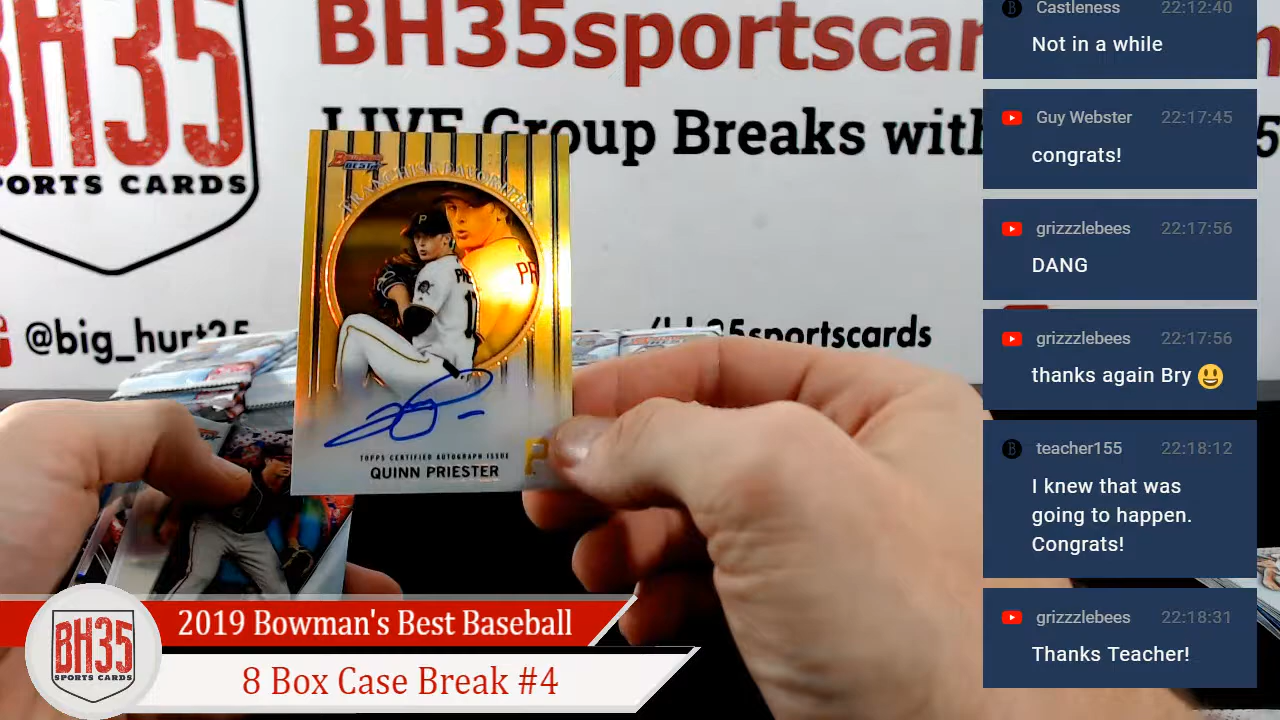 BH35sportscar
LIVE Group Breaks with
BH35
PORTS CARDS
@big_hurt35
35sportscards
BOWMAN'S
BEST
FRANCHISE FAVORITES
P
TOPPS CERTIFIED AUTOGRAPH ISSUE
QUINN PRIESTER
P
Castleness 22:12:40
Not in a while
Guy Webster 22:17:45
congrats!
grizzzlebees 22:17:56
DANG
grizzzlebees 22:17:56
thanks again Bry 😃
teacher155 22:18:12
I knew that was
going to happen.
Congrats!
grizzzlebees 22:18:31
Thanks Teacher!
BH35
SPORTS CARDS
2019 Bowman's Best Baseball
8 Box Case Break #4